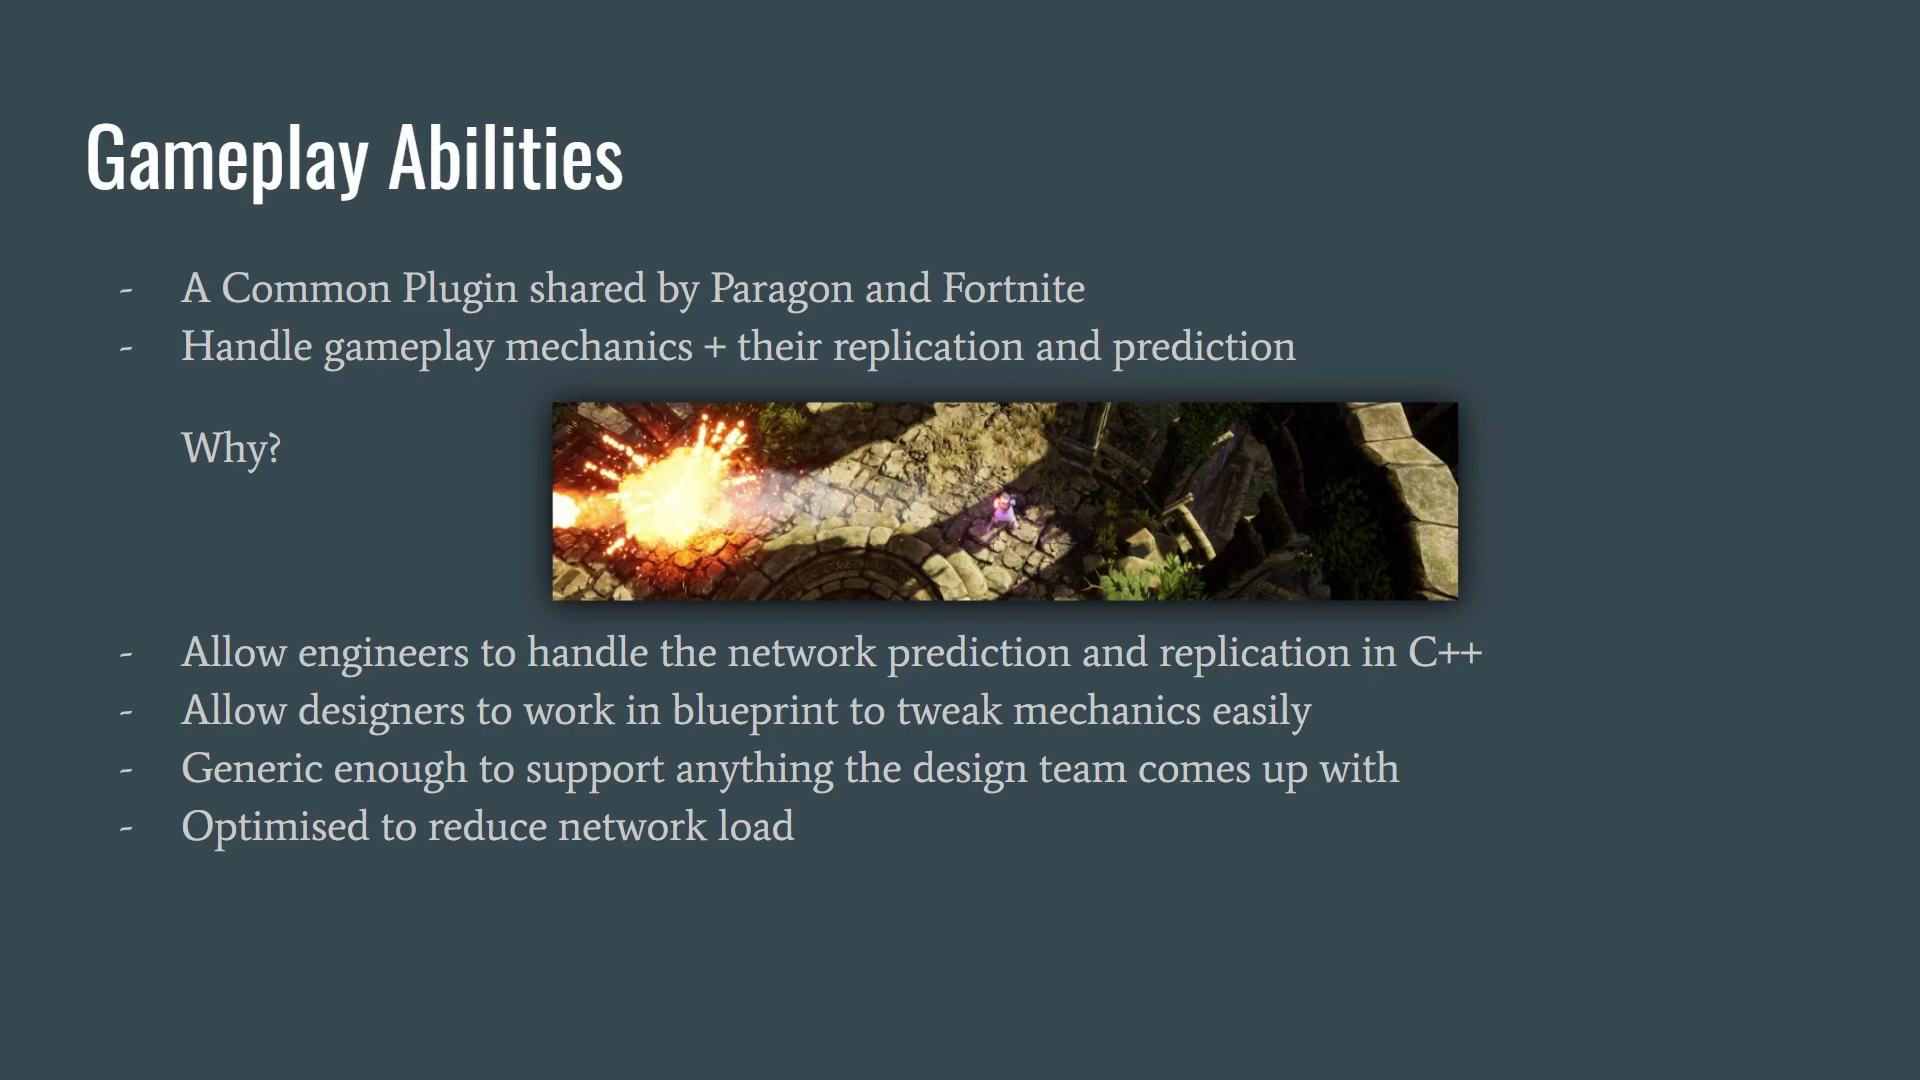 Gameplay Abilities
- A Common Plugin shared by Paragon and Fortnite
- Handle gameplay mechanics + their replication and prediction
Why?
- Allow engineers to handle the network prediction and replication in C++
- Allow designers to work in blueprint to tweak mechanics easily
- Generic enough to support anything the design team comes up with
- Optimised to reduce network load